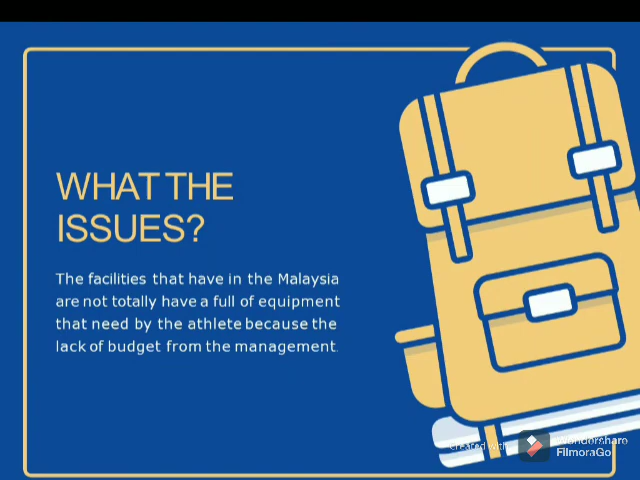 WHAT THE
ISSUES?
The facilities that have in the Malaysia
are not totally have a full of equipment
that need by the athlete because the
lack of budget from the management.
created with
wondershare
FilmoraGo